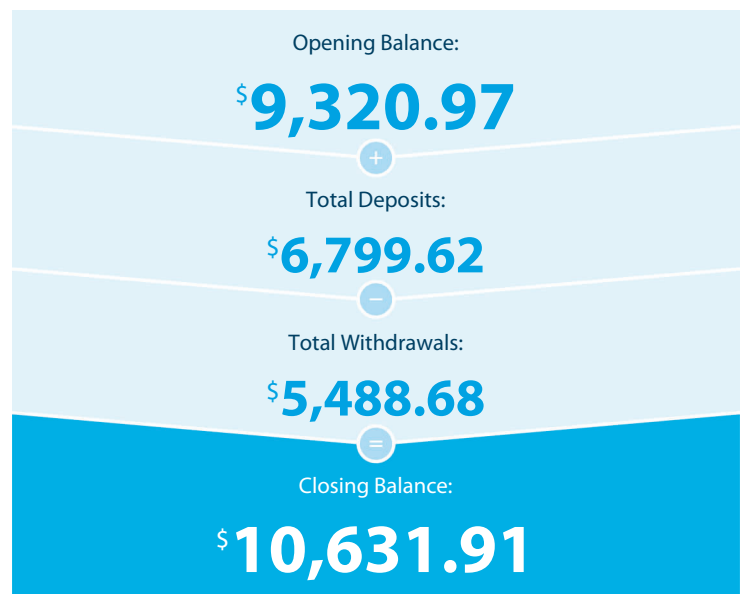 Opening Balance:
$9,320.97
+
Total Deposits:
$6,799.62
−
Total Withdrawals:
$5,488.68
=
Closing Balance:
$10,631.91